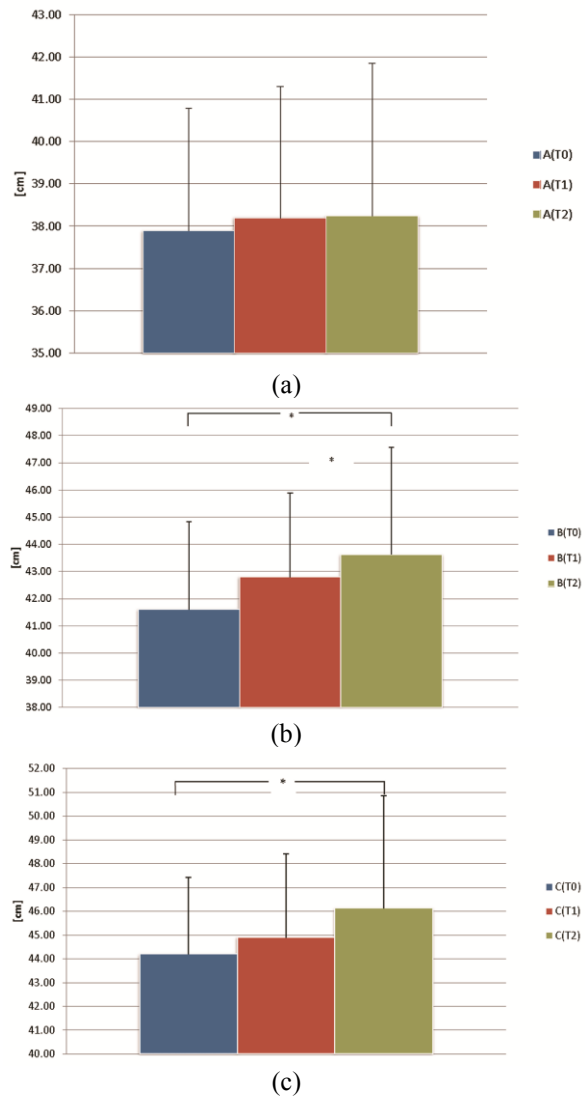 43.00
42.00
41.00
40.00
39.00
38.00
37.00
36.00
35.00
[cm]
A(T0)
A(T1)
A(T2)
(a)
49.00
48.00
47.00
46.00
45.00
44.00
43.00
42.00
41.00
40.00
39.00
38.00
[cm]
*
*
B(T0)
B(T1)
B(T2)
(b)
52.00
51.00
50.00
49.00
48.00
47.00
46.00
45.00
44.00
43.00
42.00
41.00
40.00
[cm]
*
C(T0)
C(T1)
C(T2)
(c)